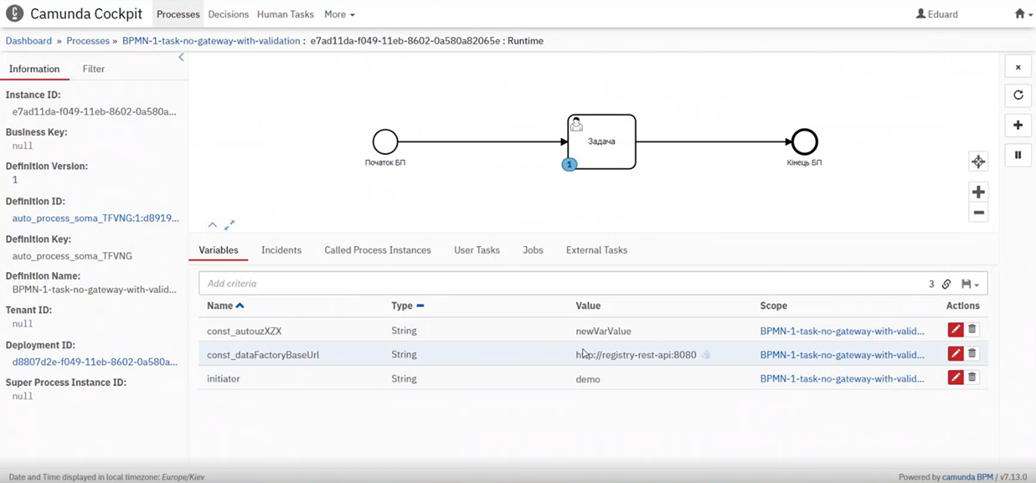 Camunda Cockpit Processes Decisions Human Tasks More Eduard
Dashboard » Processes » BPMN-1-task-no-gateway-with-validation : e7ad11da-f049-11eb-8602-0a580a82065e : Runtime
Information Filter
Instance ID:
e7ad11da-f049-11eb-8602-0a580a...
Business Key:
null
Definition Version:
1
Definition ID:
auto_process_soma_TFVNG:1:d8919...
Definition Key:
auto_process_soma_TFVNG
Definition Name:
BPMN-1-task-no-gateway-with-valid...
Tenant ID:
null
Deployment ID:
d8807d2e-f049-11eb-8602-0a580a...
Super Process Instance ID:
null
Початок БП
Задача
1
Кінець БП
Variables Incidents Called Process Instances User Tasks Jobs External Tasks
Add criteria 3
Name Type Value Scope Actions
const_autouzXZX String newVarValue BPMN-1-task-no-gateway-with-valid...
const_dataFactoryBaseUrl String http://registry-rest-api:8080 BPMN-1-task-no-gateway-with-valid...
initiator String demo BPMN-1-task-no-gateway-with-valid...
Date and Time displayed in local timezone: Europe/Kiev Powered by camunda BPM / v7.13.0